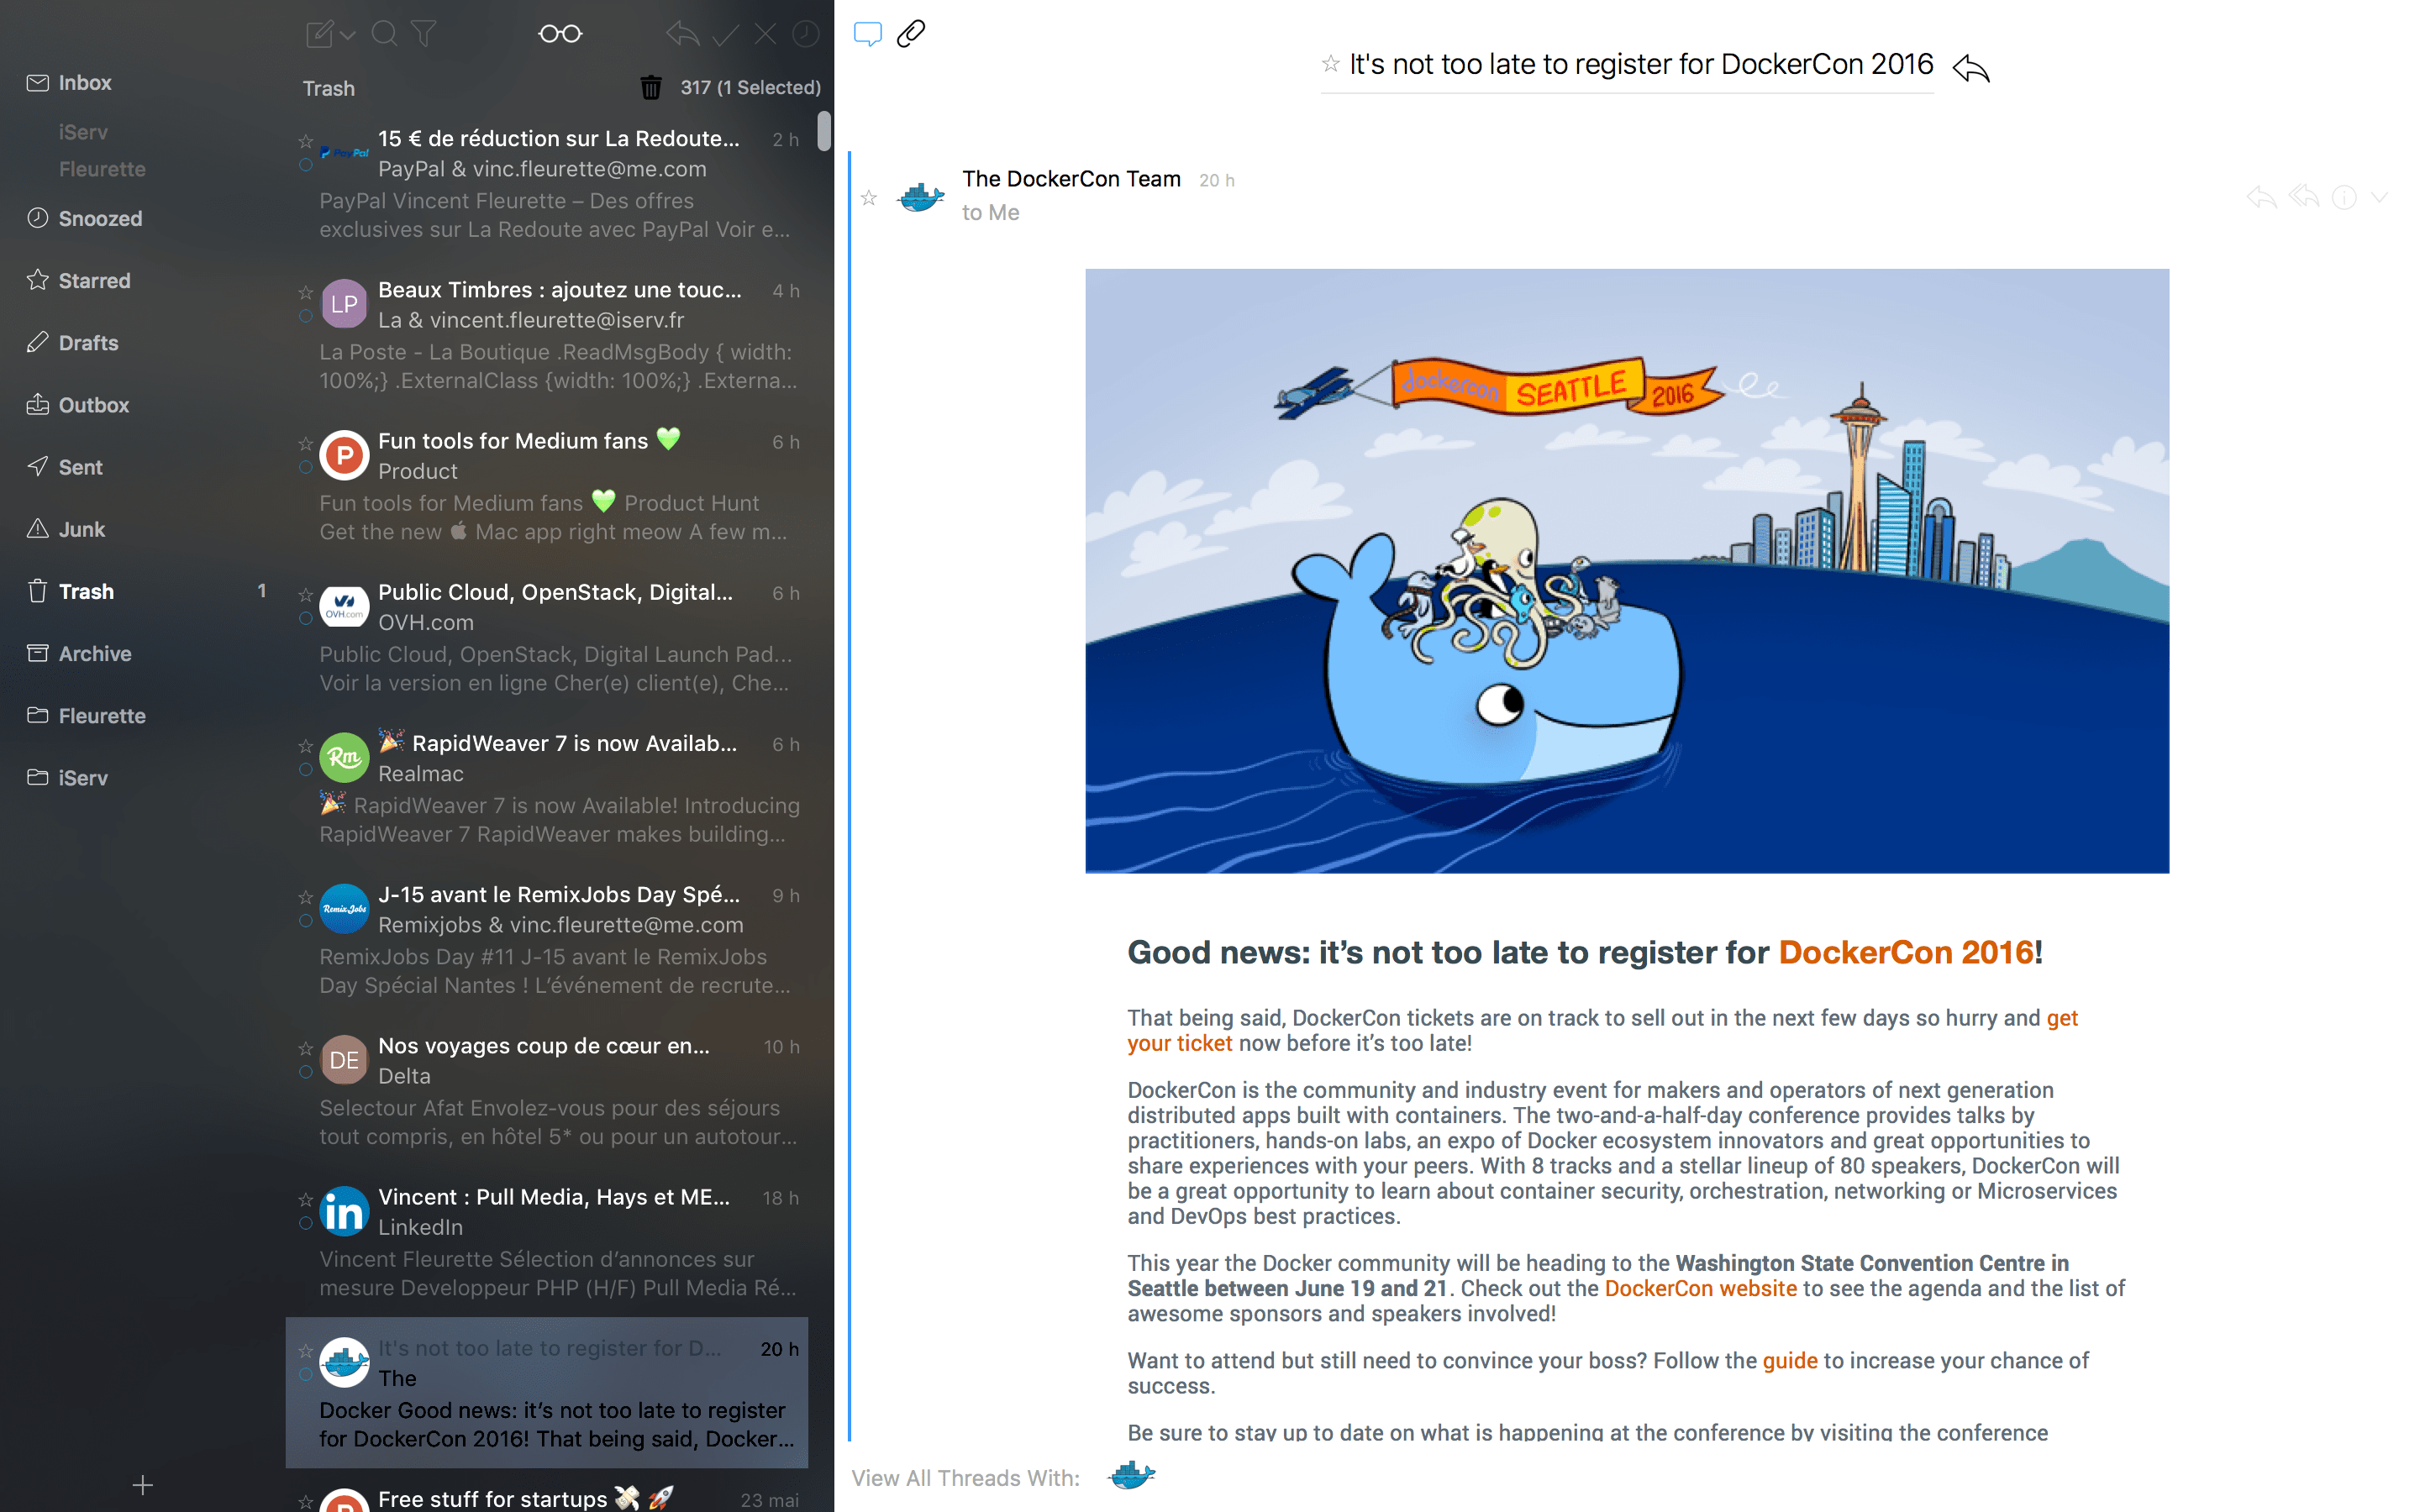 Inbox
iServ
Fleurette
Snoozed
Starred
Drafts
Outbox
Sent
Junk
Trash 1
Archive
Fleurette
iServ
Trash 317 (1 Selected)
15 € de réduction sur La Redoute... 2 h
PayPal
PayPal & vinc.fleurette@me.com
PayPal Vincent Fleurette – Des offres
exclusives sur La Redoute avec PayPal Voir e...
Beaux Timbres : ajoutez une touc... 4 h
LP
La & vincent.fleurette@iserv.fr
La Poste - La Boutique .ReadMsgBody { width:
100%;} .ExternalClass {width: 100%;} .Externa...
Fun tools for Medium fans 💚 6 h
P
Product
Fun tools for Medium fans 💚 Product Hunt
Get the new  Mac app right meow A few m...
Public Cloud, OpenStack, Digital... 6 h
OVH.com
OVH.com
Public Cloud, OpenStack, Digital Launch Pad...
Voir la version en ligne Cher(e) client(e), Che...
🎉 RapidWeaver 7 is now Availab... 6 h
Rm
Realmac
🎉 RapidWeaver 7 is now Available! Introducing
RapidWeaver 7 RapidWeaver makes building...
J-15 avant le RemixJobs Day Spé... 9 h
RemixJobs
Remixjobs & vinc.fleurette@me.com
RemixJobs Day #11 J-15 avant le RemixJobs
Day Spécial Nantes ! L’événement de recrute...
Nos voyages coup de cœur en... 10 h
DE
Delta
Selectour Afat Envolez-vous pour des séjours
tout compris, en hôtel 5* ou pour un autotour...
Vincent : Pull Media, Hays et ME... 18 h
in
LinkedIn
Vincent Fleurette Sélection d’annonces sur
mesure Developpeur PHP (H/F) Pull Media Ré...
It's not too late to register for D... 20 h
The
Docker Good news: it’s not too late to register
for DockerCon 2016! That being said, Docker...
Free stuff for startups 💸 🚀 23 mai
It's not too late to register for DockerCon 2016
The DockerCon Team 20 h
to Me
dockercon SEATTLE 2016
Good news: it’s not too late to register for DockerCon 2016!
That being said, DockerCon tickets are on track to sell out in the next few days so hurry and get
your ticket now before it’s too late!
DockerCon is the community and industry event for makers and operators of next generation
distributed apps built with containers. The two-and-a-half-day conference provides talks by
practitioners, hands-on labs, an expo of Docker ecosystem innovators and great opportunities to
share experiences with your peers. With 8 tracks and a stellar lineup of 80 speakers, DockerCon will
be a great opportunity to learn about container security, orchestration, networking or Microservices
and DevOps best practices.
This year the Docker community will be heading to the Washington State Convention Centre in
Seattle between June 19 and 21. Check out the DockerCon website to see the agenda and the list of
awesome sponsors and speakers involved!
Want to attend but still need to convince your boss? Follow the guide to increase your chance of
success.
Be sure to stay up to date on what is happening at the conference by visiting the conference
View All Threads With: